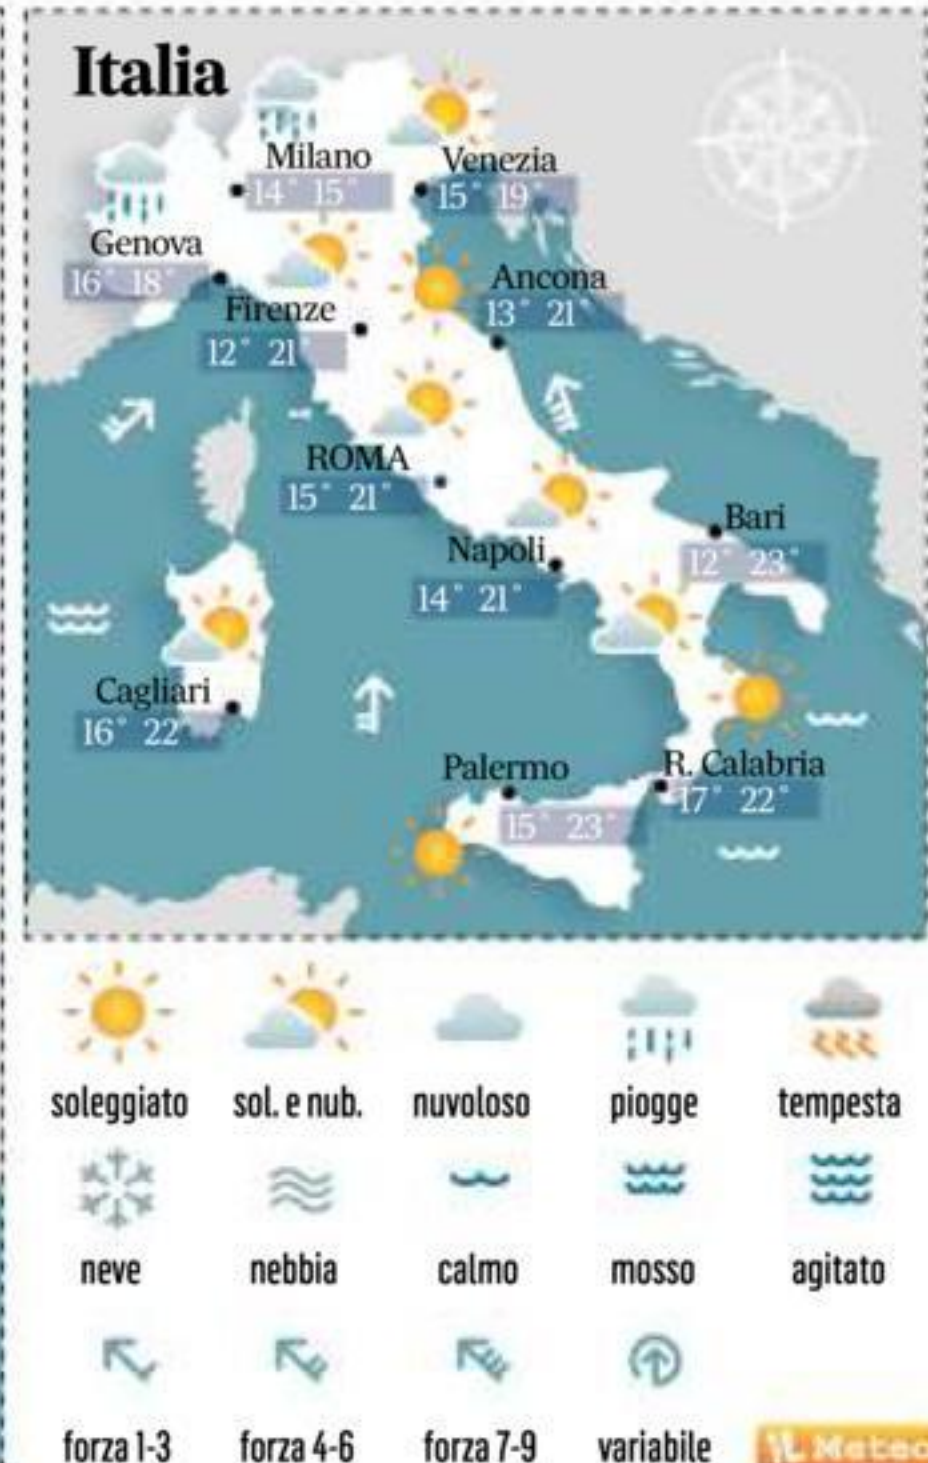 Italia
Milano
14° 15°
Venezia
15° 19°
Genova
16° 18°
Ancona
13° 21°
Firenze
12° 21°
ROMA
15° 21°
Bari
12° 23°
Napoli
14° 21°
Cagliari
16° 22°
Palermo
15° 23°
R. Calabria
17° 22°
soleggiato sol. e nub. nuvoloso piogge tempesta
neve nebbia calmo mosso agitato
forza 1-3 forza 4-6 forza 7-9 variabile